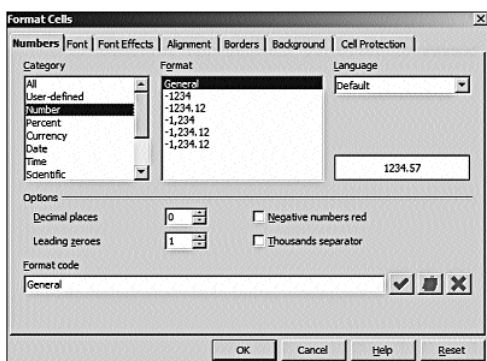 Format Cells
Numbers Font Font Effects Alignment Borders Background Cell Protection
Category
All
User-defined
Number
Percent
Currency
Date
Time
Scientific
Format
General
-1234
-1234.12
-1,234
-1,234.12
-1,234.12
Language
Default
1234.57
Options
Decimal places 0
Leading zeroes 1
Negative numbers red
Thousands separator
Format code
General
OK Cancel Help Reset